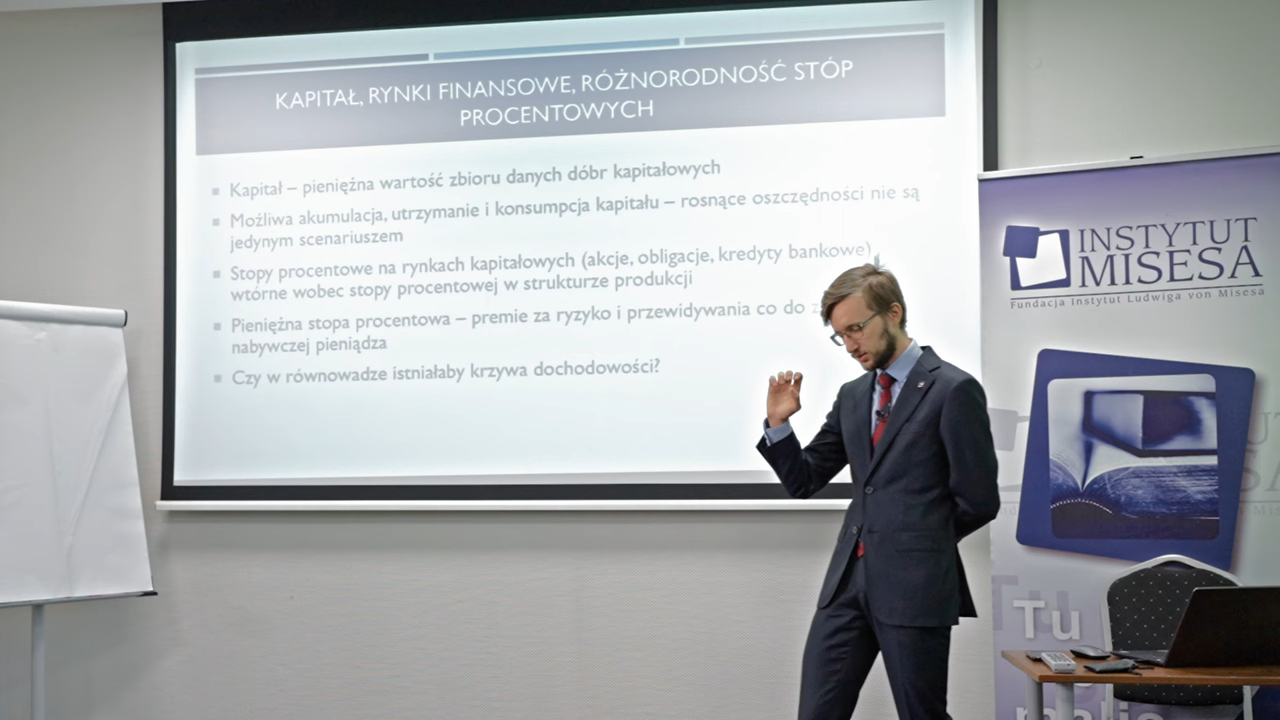 KAPITAŁ, RYNKI FINANSOWE, RÓŻNORODNOŚĆ STÓP
PROCENTOWYCH
Kapitał – pieniężna wartość zbioru danych dóbr kapitałowych
Możliwa akumulacja, utrzymanie i konsumpcja kapitału – rosnące oszczędności nie są
jedynym scenariuszem
Stopy procentowe na rynkach kapitałowych (akcje, obligacje, kredyty bankowe)
wtórne wobec stopy procentowej w strukturze produkcji
Pieniężna stopa procentowa – premie za ryzyko i przewidywania co do
nabywczej pieniądza
Czy w równowadze istniałaby krzywa dochodowości?
INSTYTUT
MISESA
Fundacja Instytut Ludwiga von Misesa
Tu